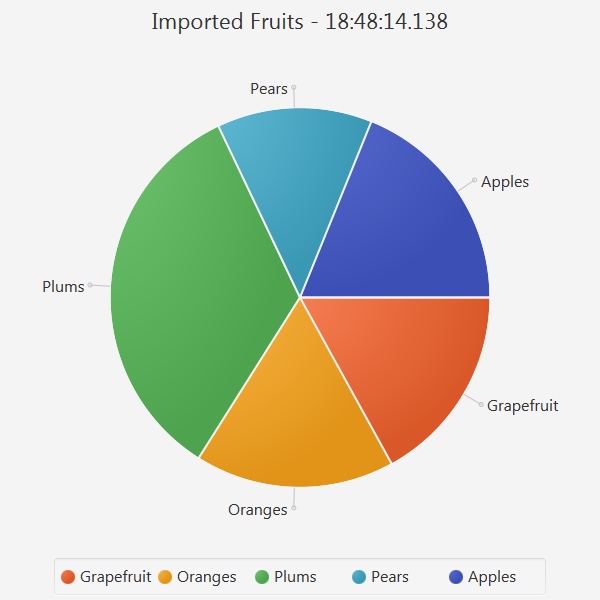 Imported Fruits - 18:48:14.138
Pears
Apples
Plums
Grapefruit
Oranges
Grapefruit Oranges Plums Pears Apples